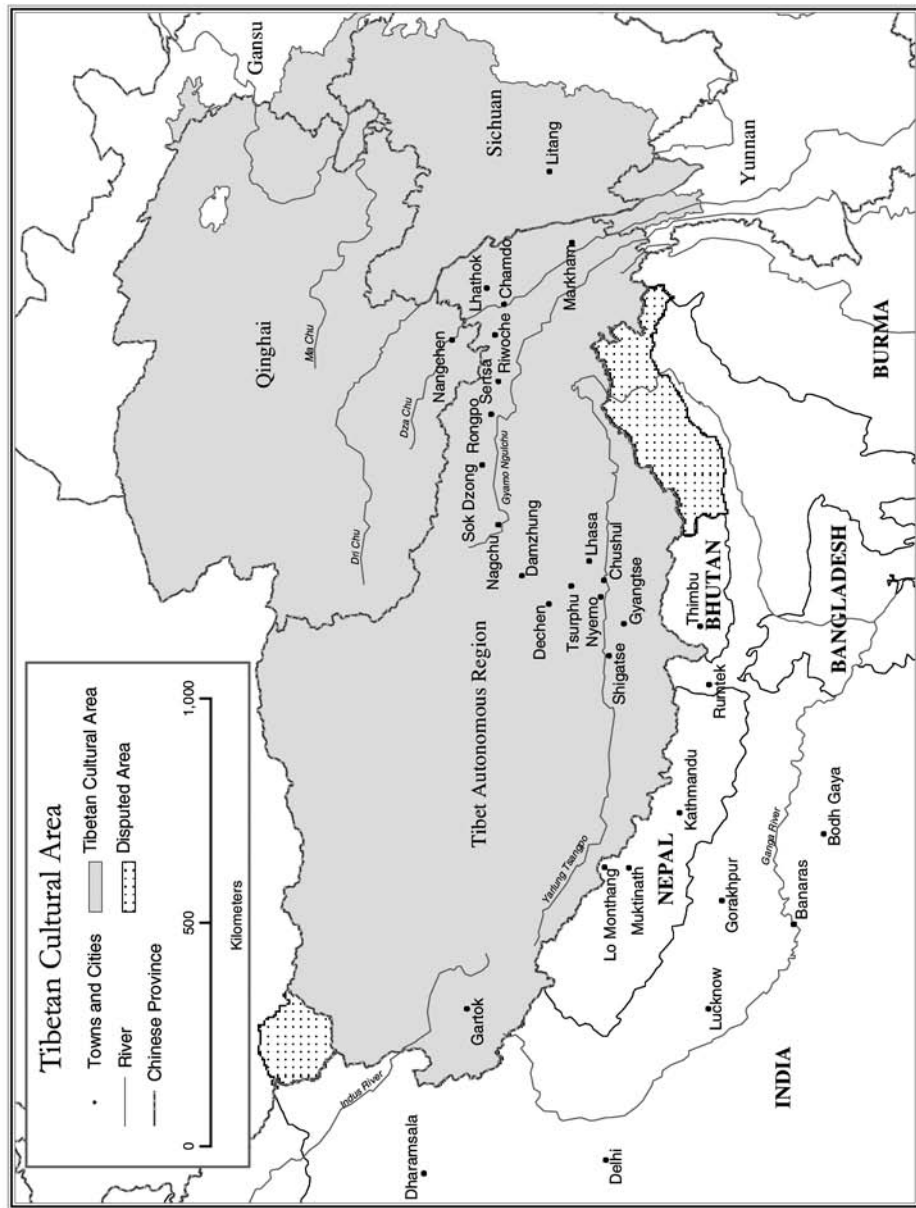 Tibetan Cultural Area
Towns and Cities
Tibetan Cultural Area
River
Disputed Area
Chinese Province
0
500
1,000
Kilometers
Gansu
Qinghai
Ma Chu
Sichuan
Litang
Dri Chu
Dza Chu
Nangchen
Lhathok
Chamdo
Riwoche
Sertsa
Rongpo
Sok Dzong
Nagchu
Gyamo Ngulchu
Markham
Yunnan
Tibet Autonomous Region
Damzhung
Dechen
Tsurphu
Lhasa
Nyemo
Chushul
Shigatse
Gyangtse
Yarlung Tsangpo
Gartok
Indus River
Dharamsala
Delhi
Lo Monthang
Muktinath
NEPAL
Kathmandu
Rumtek
Thimbu
BHUTAN
BURMA
BANGLADESH
Lucknow
Gorakhpur
Ganga River
Banaras
Bodh Gaya
INDIA